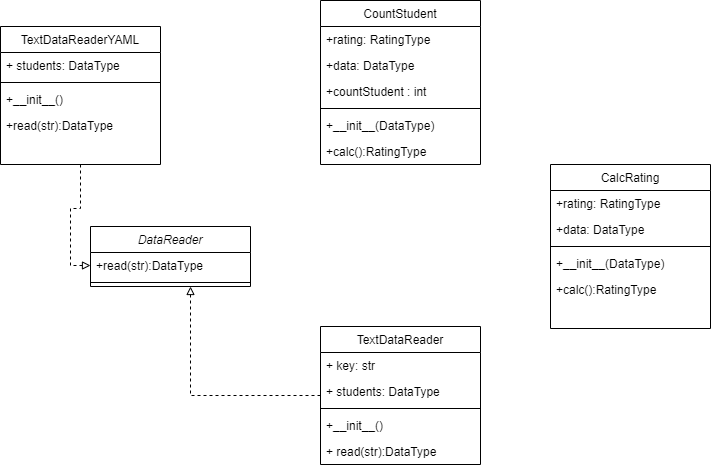 TextDataReaderYAML
+ students: DataType
+__init__()
+read(str):DataType
CountStudent
+rating: RatingType
+data: DataType
+countStudent : int
+__init__(DataType)
+calc():RatingType
CalcRating
+rating: RatingType
+data: DataType
+__init__(DataType)
+calc():RatingType
DataReader
+read(str):DataType
TextDataReader
+ key: str
+ students: DataType
+__init__()
+ read(str):DataType